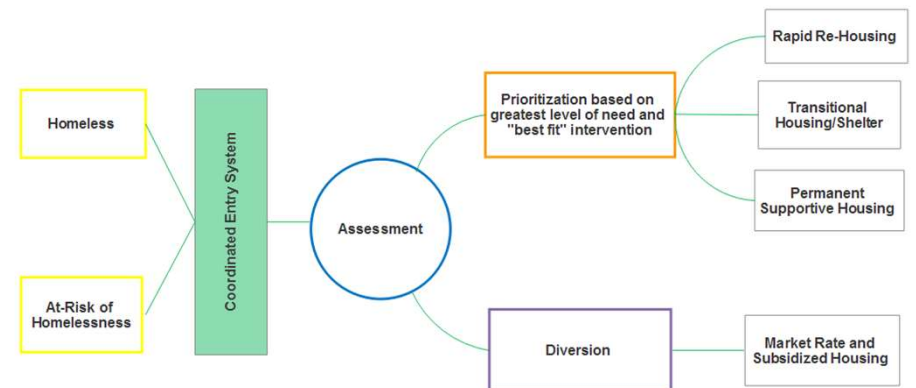 Homeless
At-Risk of
Homelessness
Coordinated Entry System
Assessment
Prioritization based on
greatest level of need and
"best fit" intervention
Rapid Re-Housing
Transitional
Housing/Shelter
Permanent
Supportive Housing
Diversion
Market Rate and
Subsidized Housing